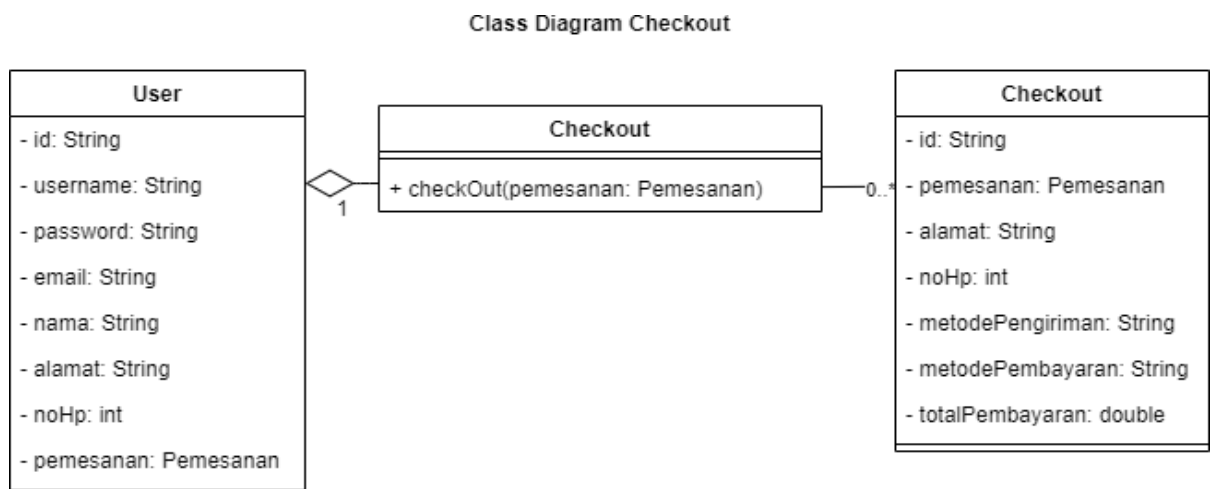 Class Diagram Checkout
User
- id: String
- username: String
- password: String
- email: String
- nama: String
- alamat: String
- noHp: int
- pemesanan: Pemesanan
1
Checkout
+ checkOut(pemesanan: Pemesanan)
0..*
Checkout
- id: String
- pemesanan: Pemesanan
- alamat: String
- noHp: int
- metodePengiriman: String
- metodePembayaran: String
- totalPembayaran: double